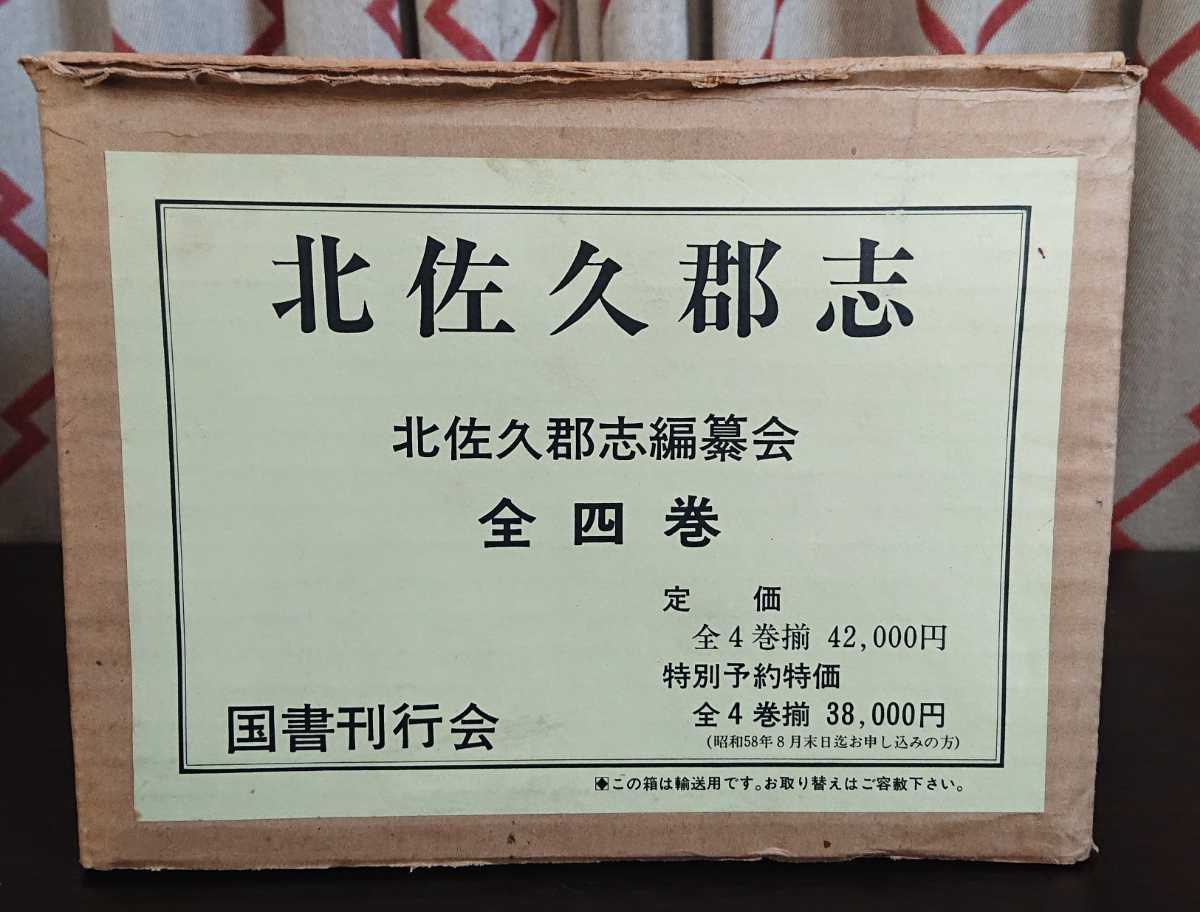 北佐久郡志
北佐久郡志編纂会
全四巻
定　価
全4巻揃 42,000円
特別予約特価
全4巻揃 38,000円
(昭和58年8月末日迄お申し込みの方)
国書刊行会
◈この箱は輸送用です。お取り替えはご容赦下さい。